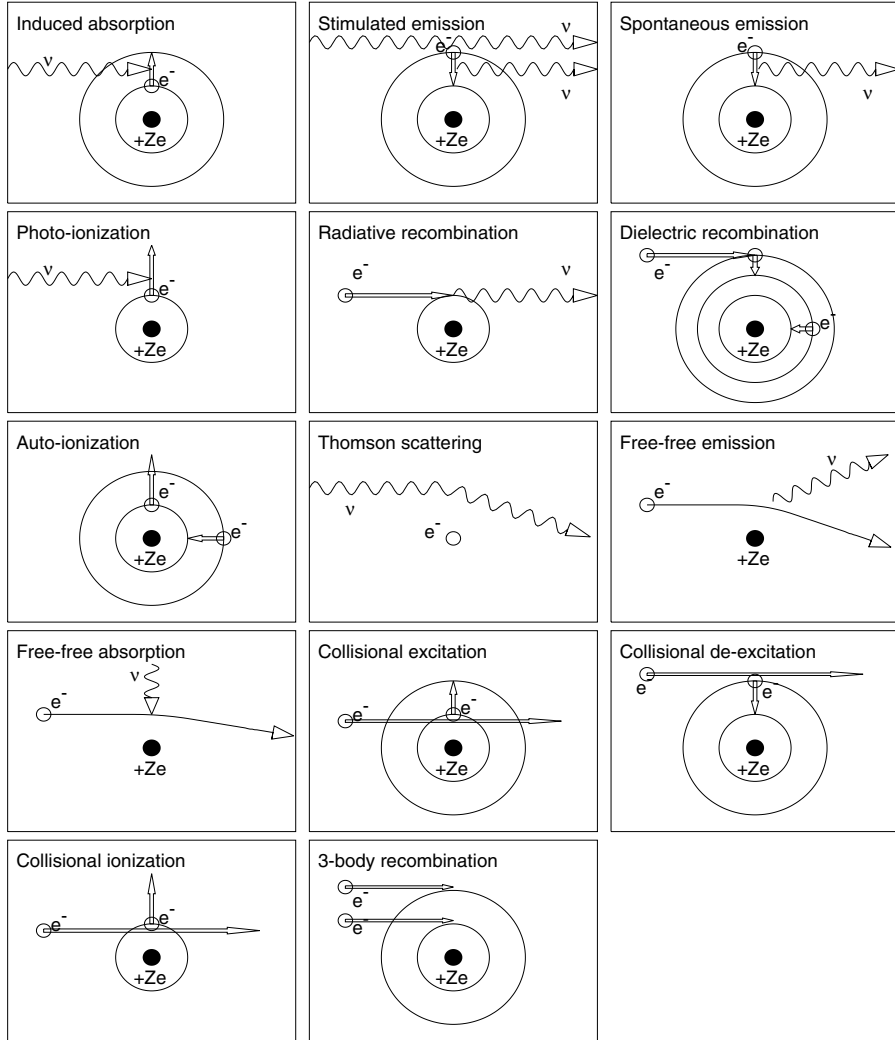 Induced absorption
ν
e-
+Ze
Stimulated emission
ν
e-
ν
+Ze
Spontaneous emission
e-
ν
+Ze
Photo-ionization
ν
e-
+Ze
Radiative recombination
e-
ν
+Ze
Dielectric recombination
e-
e-
+Ze
Auto-ionization
e-
e-
+Ze
Thomson scattering
ν
e-
Free-free emission
ν
e-
+Ze
Free-free absorption
ν
e-
+Ze
Collisional excitation
e-
e-
+Ze
Collisional de-excitation
e-
e-
+Ze
Collisional ionization
e-
e-
+Ze
3-body recombination
e-
e-
+Ze